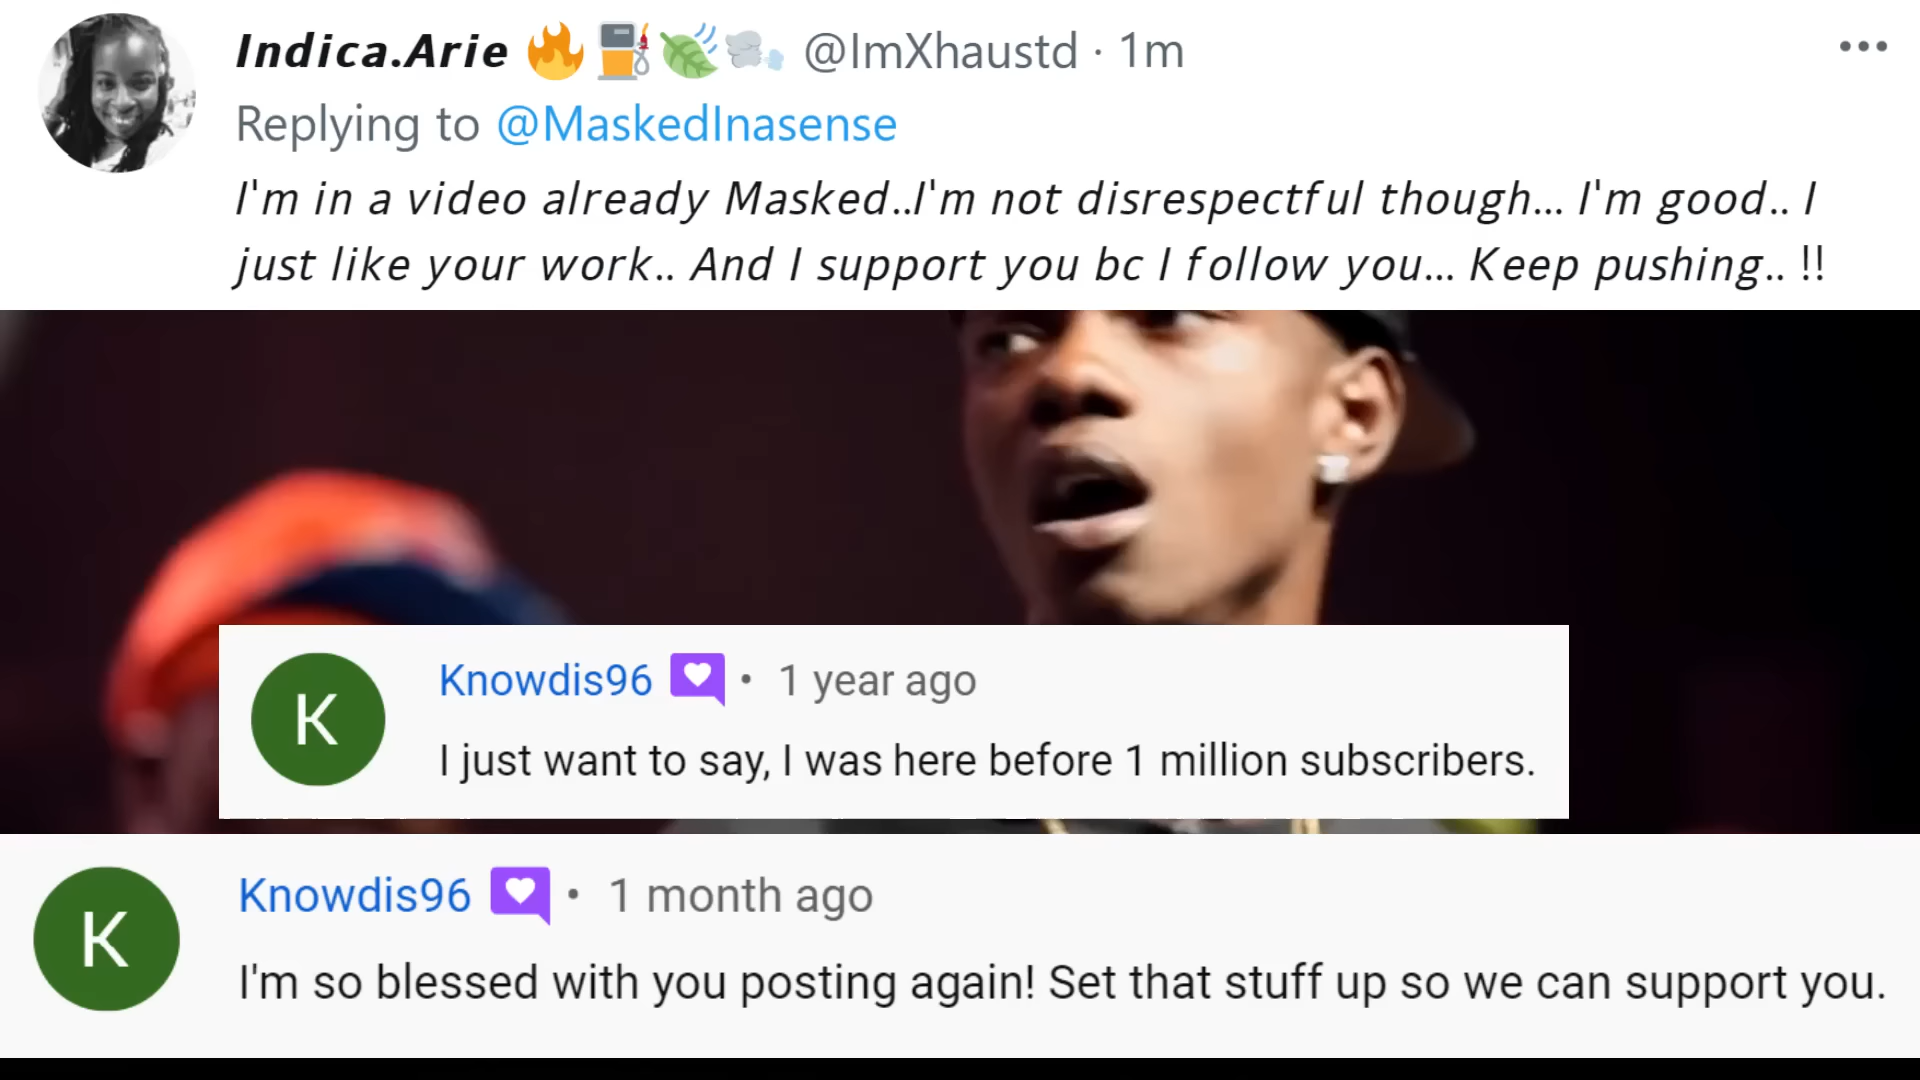 Indica.Arie 🔥⛽🍃💨 @ImXhaustd · 1m
Replying to @MaskedInasense
I'm in a video already Masked..I'm not disrespectful though... I'm good.. I
just like your work.. And I support you bc I follow you... Keep pushing.. !!
K
Knowdis96 • 1 year ago
I just want to say, I was here before 1 million subscribers.
K
Knowdis96 • 1 month ago
I'm so blessed with you posting again! Set that stuff up so we can support you.